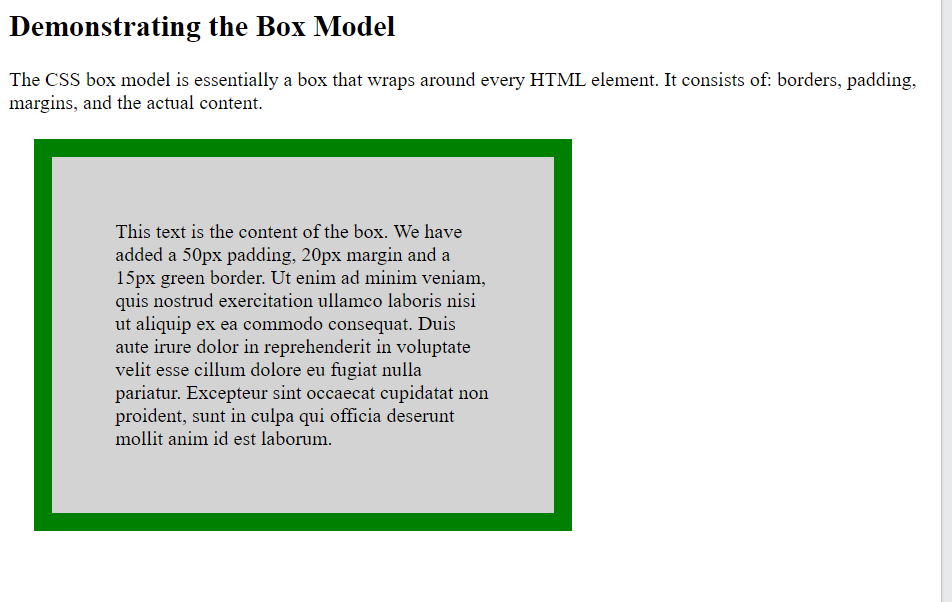 Demonstrating the Box Model
The CSS box model is essentially a box that wraps around every HTML element. It consists of: borders, padding,
margins, and the actual content.
This text is the content of the box. We have
added a 50px padding, 20px margin and a
15px green border. Ut enim ad minim veniam,
quis nostrud exercitation ullamco laboris nisi
ut aliquip ex ea commodo consequat. Duis
aute irure dolor in reprehenderit in voluptate
velit esse cillum dolore eu fugiat nulla
pariatur. Excepteur sint occaecat cupidatat non
proident, sunt in culpa qui officia deserunt
mollit anim id est laborum.